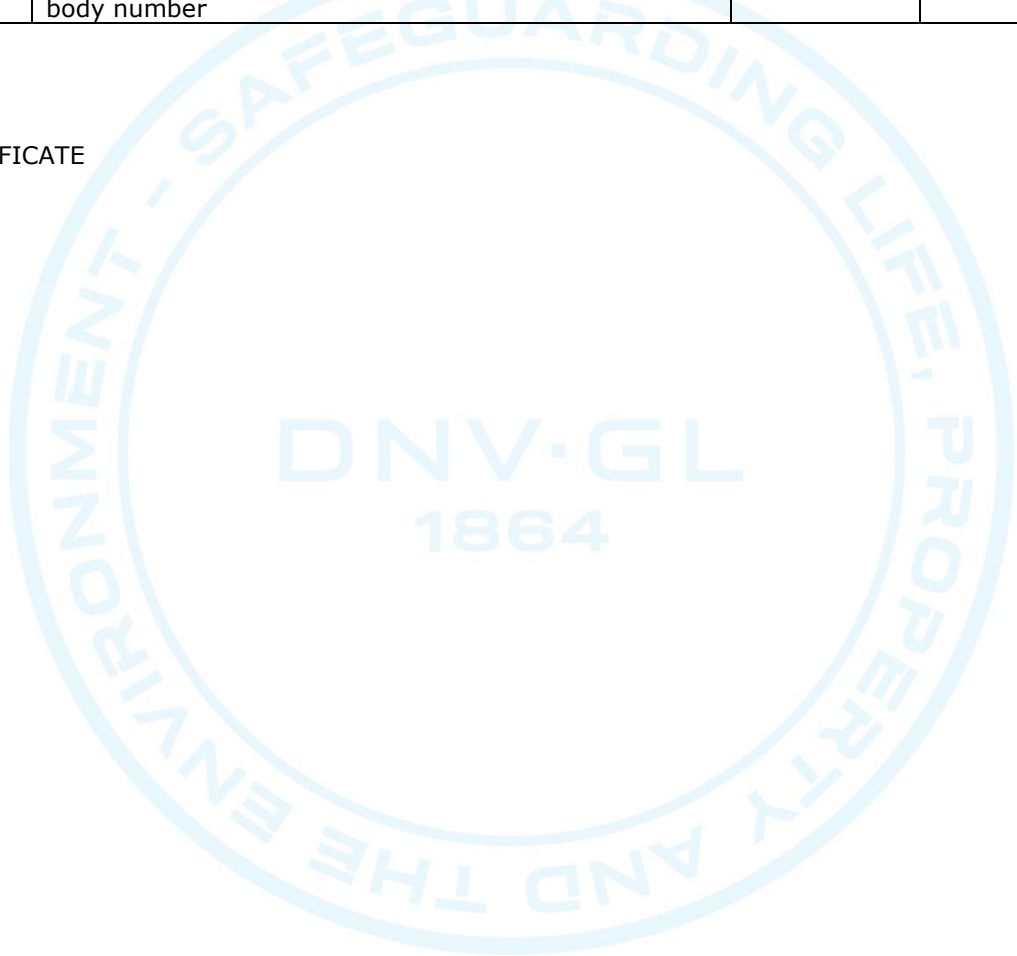 body number
FICATE
SAFEGUARDING LIFE, PROPERTY AND THE ENVIRONMENT -
DNV·GL
1864